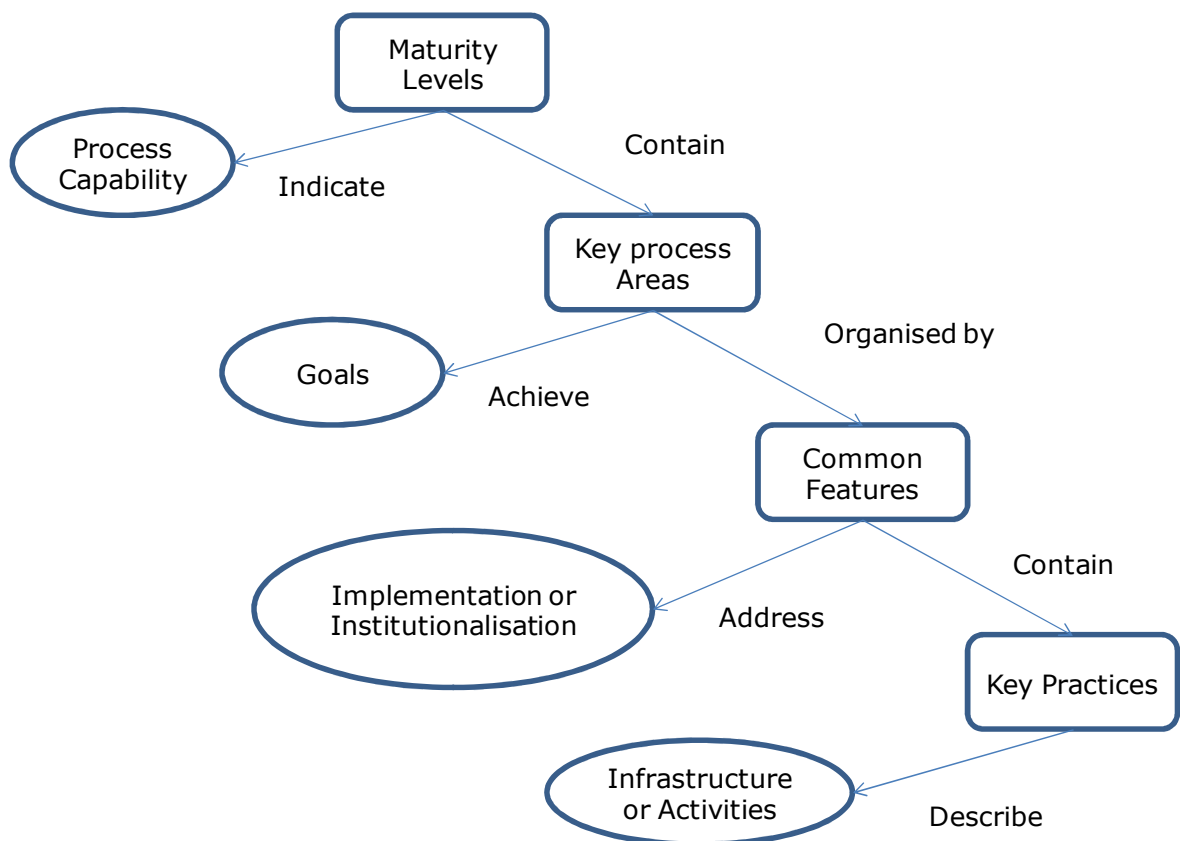 Maturity
Levels
Process
Capability
Indicate
Contain
Key process
Areas
Goals
Achieve
Organised by
Common
Features
Implementation or
Institutionalisation
Address
Contain
Key Practices
Infrastructure
or Activities
Describe